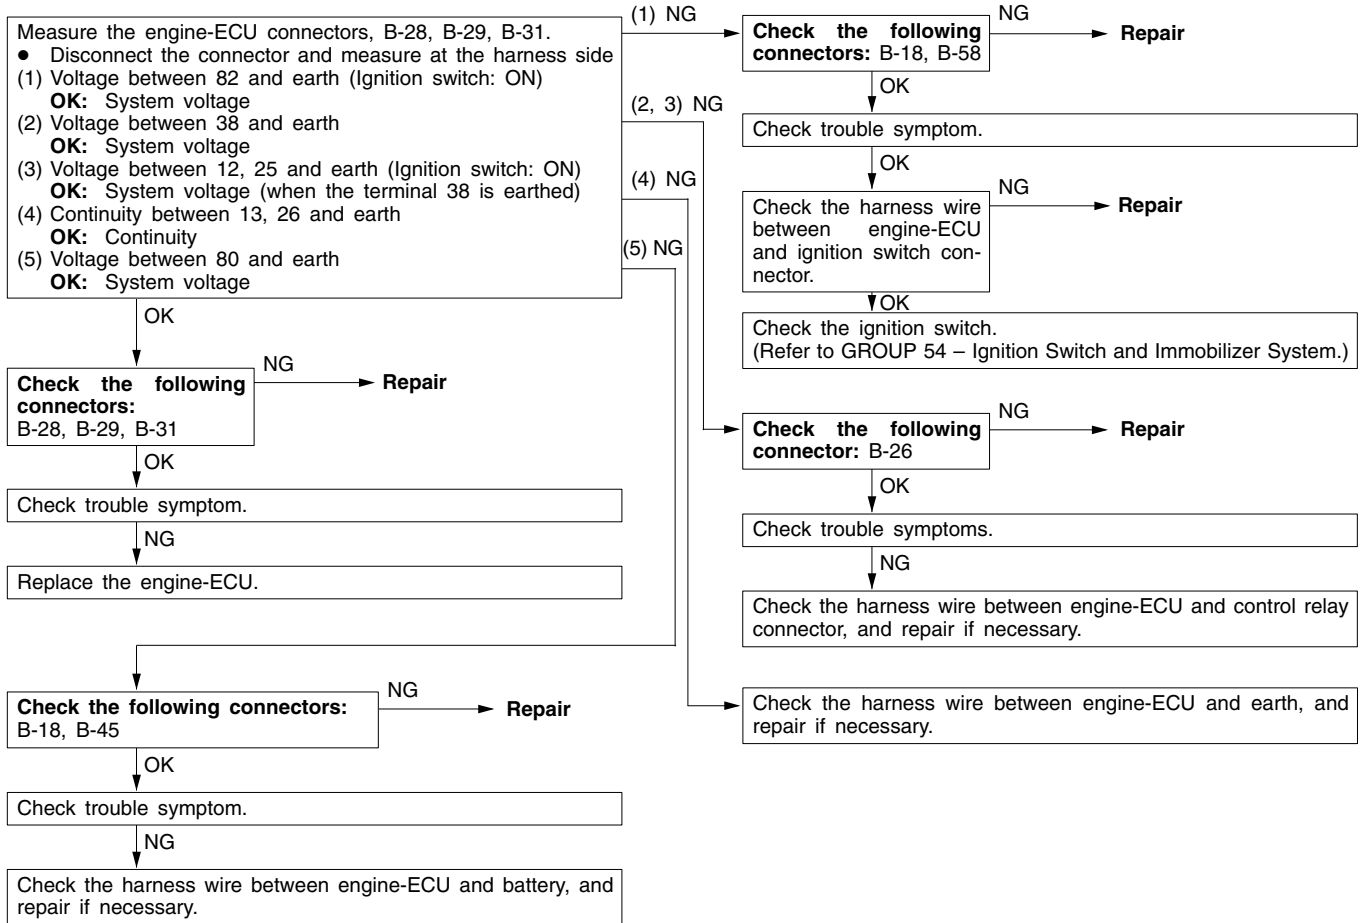 Measure the engine-ECU connectors, B-28, B-29, B-31.
● Disconnect the connector and measure at the harness side
(1) Voltage between 82 and earth (Ignition switch: ON)
OK: System voltage
(2) Voltage between 38 and earth
OK: System voltage
(3) Voltage between 12, 25 and earth (Ignition switch: ON)
OK: System voltage (when the terminal 38 is earthed)
(4) Continuity between 13, 26 and earth
OK: Continuity
(5) Voltage between 80 and earth
OK: System voltage
(1) NG
Check the following
connectors: B-18, B-58
NG
Repair
OK
Check trouble symptom.
OK
Check the harness wire
between engine-ECU
and ignition switch con-
nector.
NG
Repair
OK
Check the ignition switch.
(Refer to GROUP 54 – Ignition Switch and Immobilizer System.)
(2, 3) NG
Check the following
connector: B-26
NG
Repair
OK
Check trouble symptoms.
NG
Check the harness wire between engine-ECU and control relay
connector, and repair if necessary.
(4) NG
Check the harness wire between engine-ECU and earth, and
repair if necessary.
(5) NG
OK
Check the following
connectors:
B-28, B-29, B-31
NG
Repair
OK
Check trouble symptom.
NG
Replace the engine-ECU.
Check the following connectors:
B-18, B-45
NG
Repair
OK
Check trouble symptom.
NG
Check the harness wire between engine-ECU and battery, and
repair if necessary.